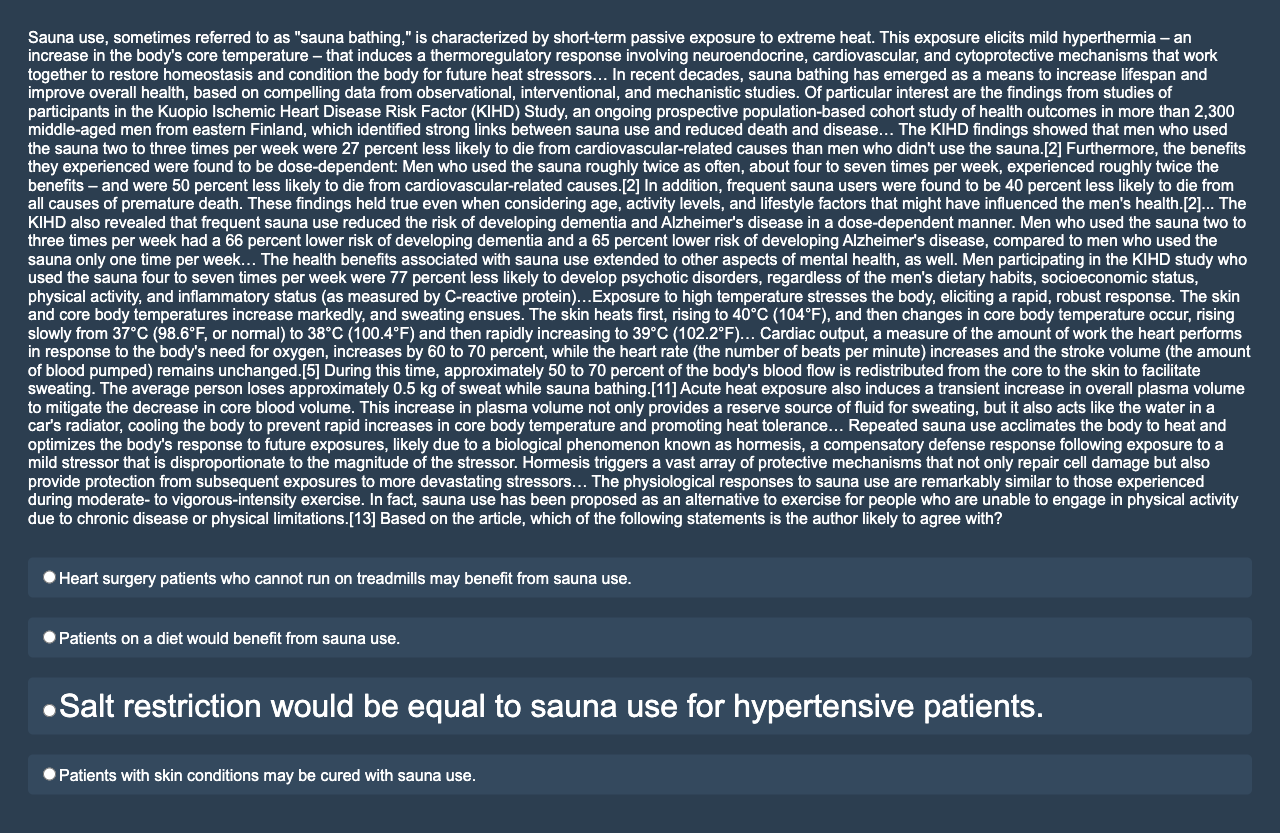 Sauna use, sometimes referred to as "sauna bathing," is characterized by short-term passive exposure to extreme heat. This exposure elicits mild hyperthermia – an
increase in the body's core temperature – that induces a thermoregulatory response involving neuroendocrine, cardiovascular, and cytoprotective mechanisms that work
together to restore homeostasis and condition the body for future heat stressors… In recent decades, sauna bathing has emerged as a means to increase lifespan and
improve overall health, based on compelling data from observational, interventional, and mechanistic studies. Of particular interest are the findings from studies of
participants in the Kuopio Ischemic Heart Disease Risk Factor (KIHD) Study, an ongoing prospective population-based cohort study of health outcomes in more than 2,300
middle-aged men from eastern Finland, which identified strong links between sauna use and reduced death and disease… The KIHD findings showed that men who used
the sauna two to three times per week were 27 percent less likely to die from cardiovascular-related causes than men who didn't use the sauna.[2] Furthermore, the benefits
they experienced were found to be dose-dependent: Men who used the sauna roughly twice as often, about four to seven times per week, experienced roughly twice the
benefits – and were 50 percent less likely to die from cardiovascular-related causes.[2] In addition, frequent sauna users were found to be 40 percent less likely to die from
all causes of premature death. These findings held true even when considering age, activity levels, and lifestyle factors that might have influenced the men's health.[2]... The
KIHD also revealed that frequent sauna use reduced the risk of developing dementia and Alzheimer's disease in a dose-dependent manner. Men who used the sauna two to
three times per week had a 66 percent lower risk of developing dementia and a 65 percent lower risk of developing Alzheimer's disease, compared to men who used the
sauna only one time per week… The health benefits associated with sauna use extended to other aspects of mental health, as well. Men participating in the KIHD study who
used the sauna four to seven times per week were 77 percent less likely to develop psychotic disorders, regardless of the men's dietary habits, socioeconomic status,
physical activity, and inflammatory status (as measured by C-reactive protein)…Exposure to high temperature stresses the body, eliciting a rapid, robust response. The skin
and core body temperatures increase markedly, and sweating ensues. The skin heats first, rising to 40°C (104°F), and then changes in core body temperature occur, rising
slowly from 37°C (98.6°F, or normal) to 38°C (100.4°F) and then rapidly increasing to 39°C (102.2°F)… Cardiac output, a measure of the amount of work the heart performs
in response to the body's need for oxygen, increases by 60 to 70 percent, while the heart rate (the number of beats per minute) increases and the stroke volume (the amount
of blood pumped) remains unchanged.[5] During this time, approximately 50 to 70 percent of the body's blood flow is redistributed from the core to the skin to facilitate
sweating. The average person loses approximately 0.5 kg of sweat while sauna bathing.[11] Acute heat exposure also induces a transient increase in overall plasma volume
to mitigate the decrease in core blood volume. This increase in plasma volume not only provides a reserve source of fluid for sweating, but it also acts like the water in a
car's radiator, cooling the body to prevent rapid increases in core body temperature and promoting heat tolerance… Repeated sauna use acclimates the body to heat and
optimizes the body's response to future exposures, likely due to a biological phenomenon known as hormesis, a compensatory defense response following exposure to a
mild stressor that is disproportionate to the magnitude of the stressor. Hormesis triggers a vast array of protective mechanisms that not only repair cell damage but also
provide protection from subsequent exposures to more devastating stressors… The physiological responses to sauna use are remarkably similar to those experienced
during moderate- to vigorous-intensity exercise. In fact, sauna use has been proposed as an alternative to exercise for people who are unable to engage in physical activity
due to chronic disease or physical limitations.[13] Based on the article, which of the following statements is the author likely to agree with?
Heart surgery patients who cannot run on treadmills may benefit from sauna use.
Patients on a diet would benefit from sauna use.
Salt restriction would be equal to sauna use for hypertensive patients.
Patients with skin conditions may be cured with sauna use.